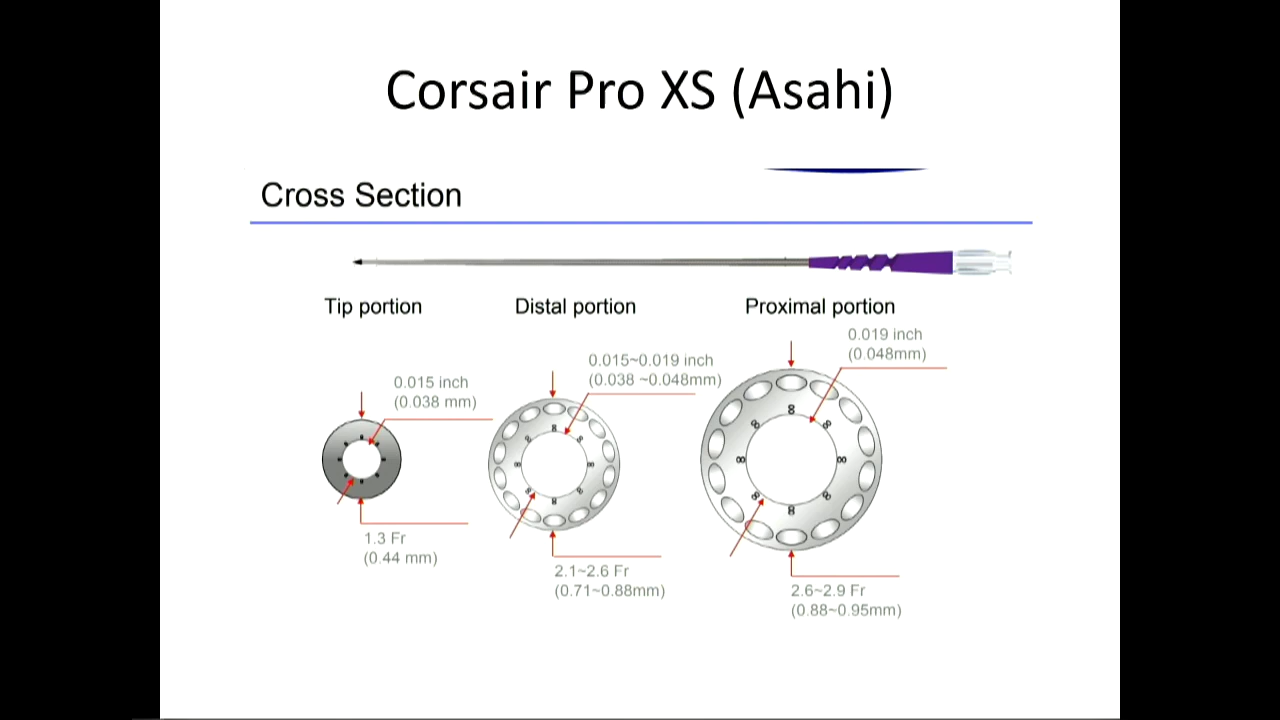 Corsair Pro XS (Asahi)
Cross Section
Tip portion
Distal portion
Proximal portion
0.015 inch
(0.038 mm)
0.015~0.019 inch
(0.038 ~0.048mm)
0.019 inch
(0.048mm)
1.3 Fr
(0.44 mm)
2.1~2.6 Fr
(0.71~0.88mm)
2.6~2.9 Fr
(0.88~0.95mm)